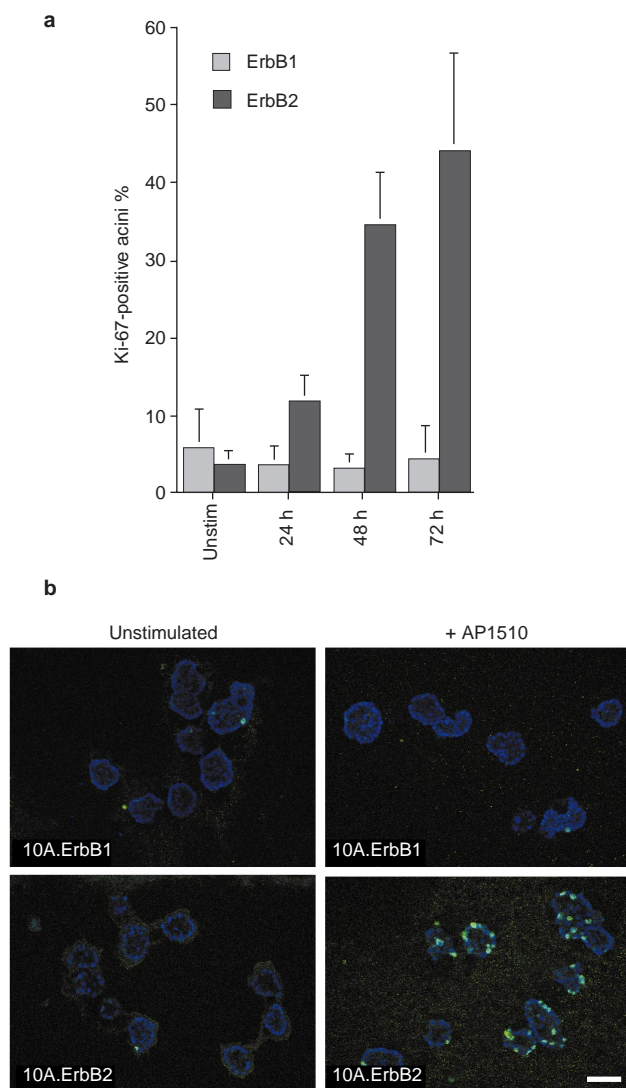 a
60
50
40
30
20
10
0
Ki-67-positive acini %
ErbB1
ErbB2
Unstim
24 h
48 h
72 h
b
Unstimulated
+ AP1510
10A.ErbB1
10A.ErbB1
10A.ErbB2
10A.ErbB2